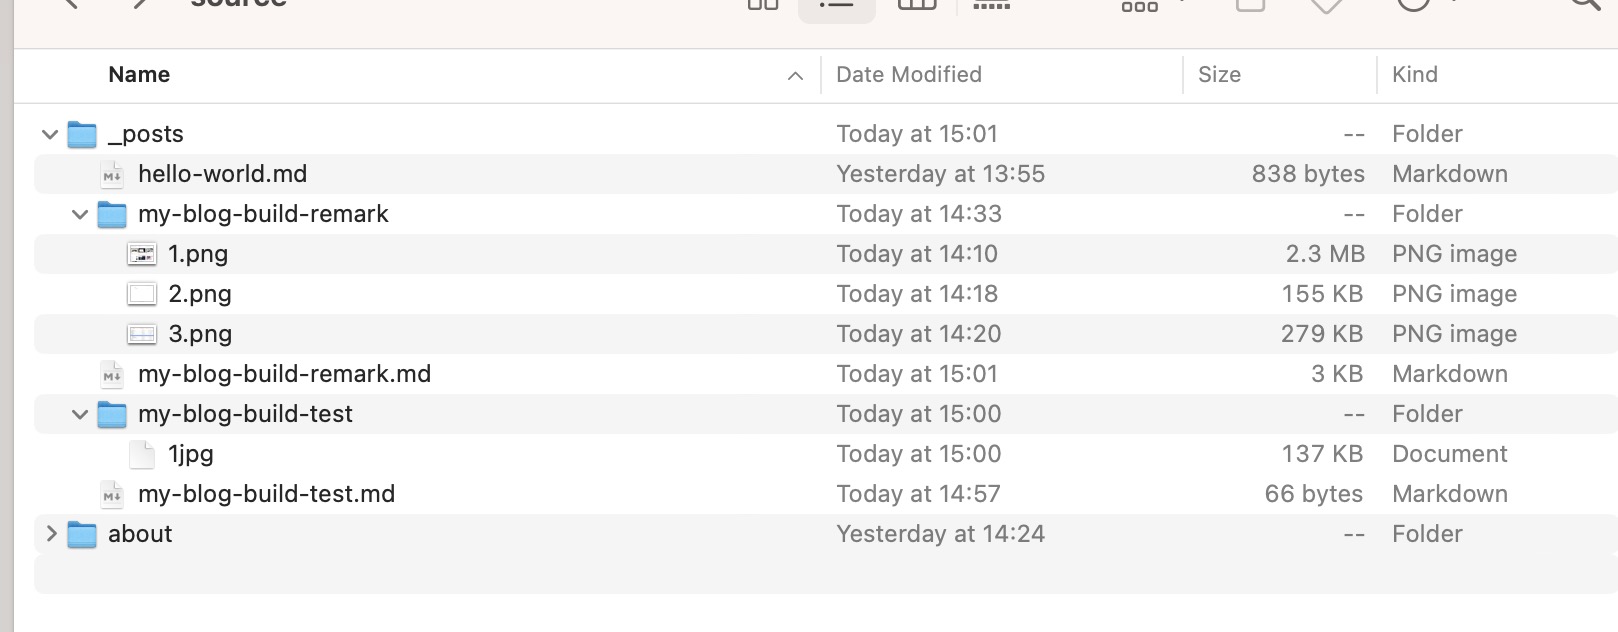 source
Name Date Modified Size Kind
_posts Today at 15:01 -- Folder
hello-world.md Yesterday at 13:55 838 bytes Markdown
my-blog-build-remark Today at 14:33 -- Folder
1.png Today at 14:10 2.3 MB PNG image
2.png Today at 14:18 155 KB PNG image
3.png Today at 14:20 279 KB PNG image
my-blog-build-remark.md Today at 15:01 3 KB Markdown
my-blog-build-test Today at 15:00 -- Folder
1jpg Today at 15:00 137 KB Document
my-blog-build-test.md Today at 14:57 66 bytes Markdown
about Yesterday at 14:24 -- Folder